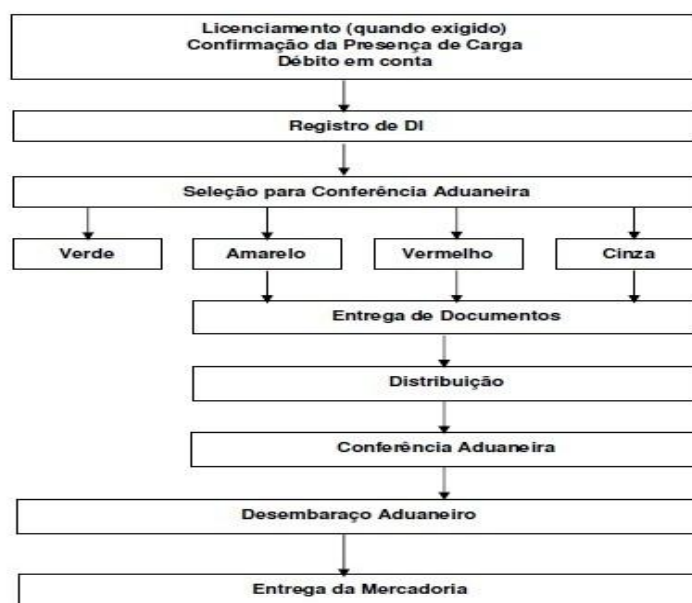 Licenciamento (quando exigido)
Confirmação da Presença de Carga
Débito em conta
Registro de DI
Seleção para Conferência Aduaneira
Verde
Amarelo
Vermelho
Cinza
Entrega de Documentos
Distribuição
Conferência Aduaneira
Desembaraço Aduaneiro
Entrega da Mercadoria